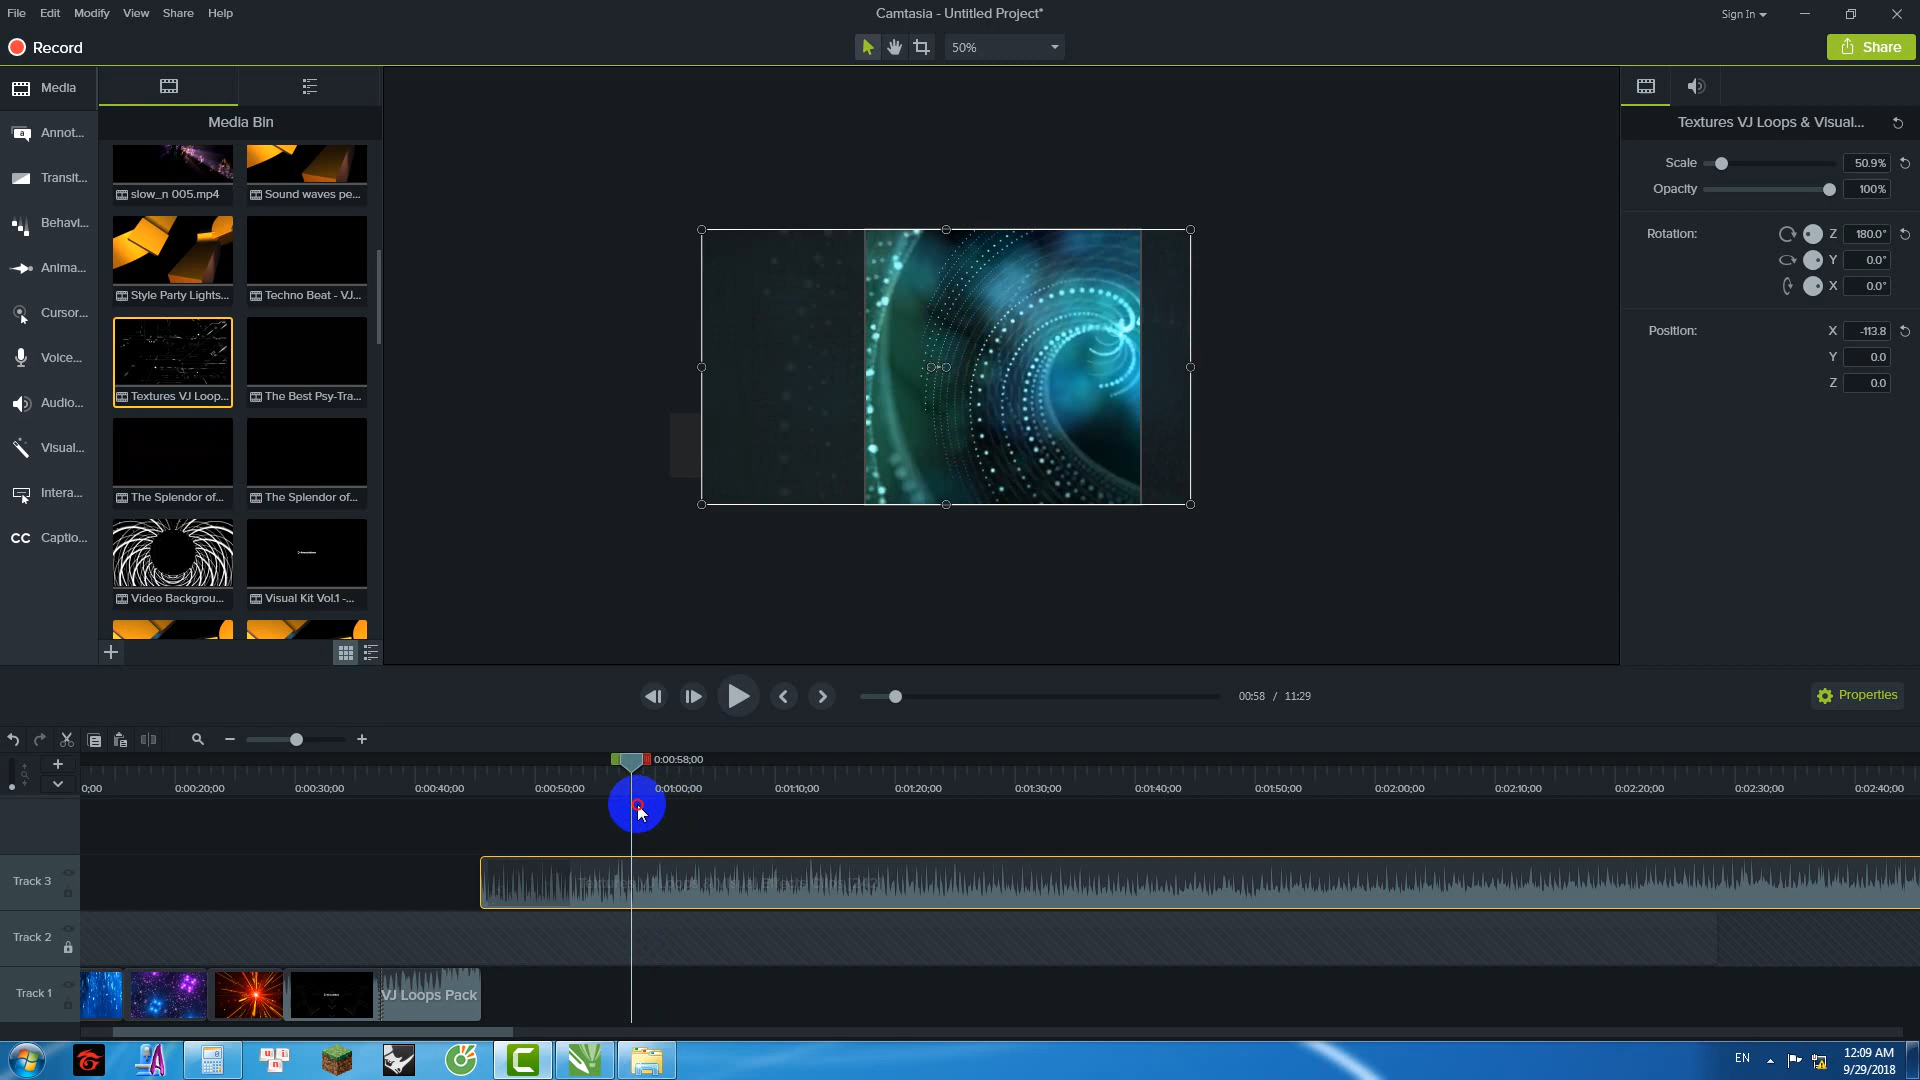 File Edit Modify View Share Help
Camtasia - Untitled Project*
Sign In
Record
50%
Share
Media
Annot...
Transit...
Behavi...
Anima...
Cursor...
Voice...
Audio...
Visual...
Intera...
CC Captio...
Media Bin
slow_n 005.mp4
Sound waves pe...
Style Party Lights...
Techno Beat - VJ...
Textures VJ Loop...
The Best Psy-Tra...
The Splendor of...
The Splendor of...
Video Backgrou...
Visual Kit Vol.1 -...
Textures VJ Loops & Visual...
Scale 50.9%
Opacity 100%
Rotation: Z 180.0°
Y 0.0°
X 0.0°
Position: X -113.8
Y 0.0
Z 0.0
00:58 / 11:29
Properties
0:00:58;00
0;00 0:00:20;00 0:00:30;00 0:00:40;00 0:00:50;00 0:01:00;00 0:01:10;00 0:01:20;00 0:01:30;00 0:01:40;00 0:01:50;00 0:02:00;00 0:02:10;00 0:02:20;00 0:02:30;00 0:02:40;00
Track 3
Textures VJ Loops & Visual Effects Clips
Track 2
Track 1
VJ Loops Pack
EN
12:09 AM
9/29/2018